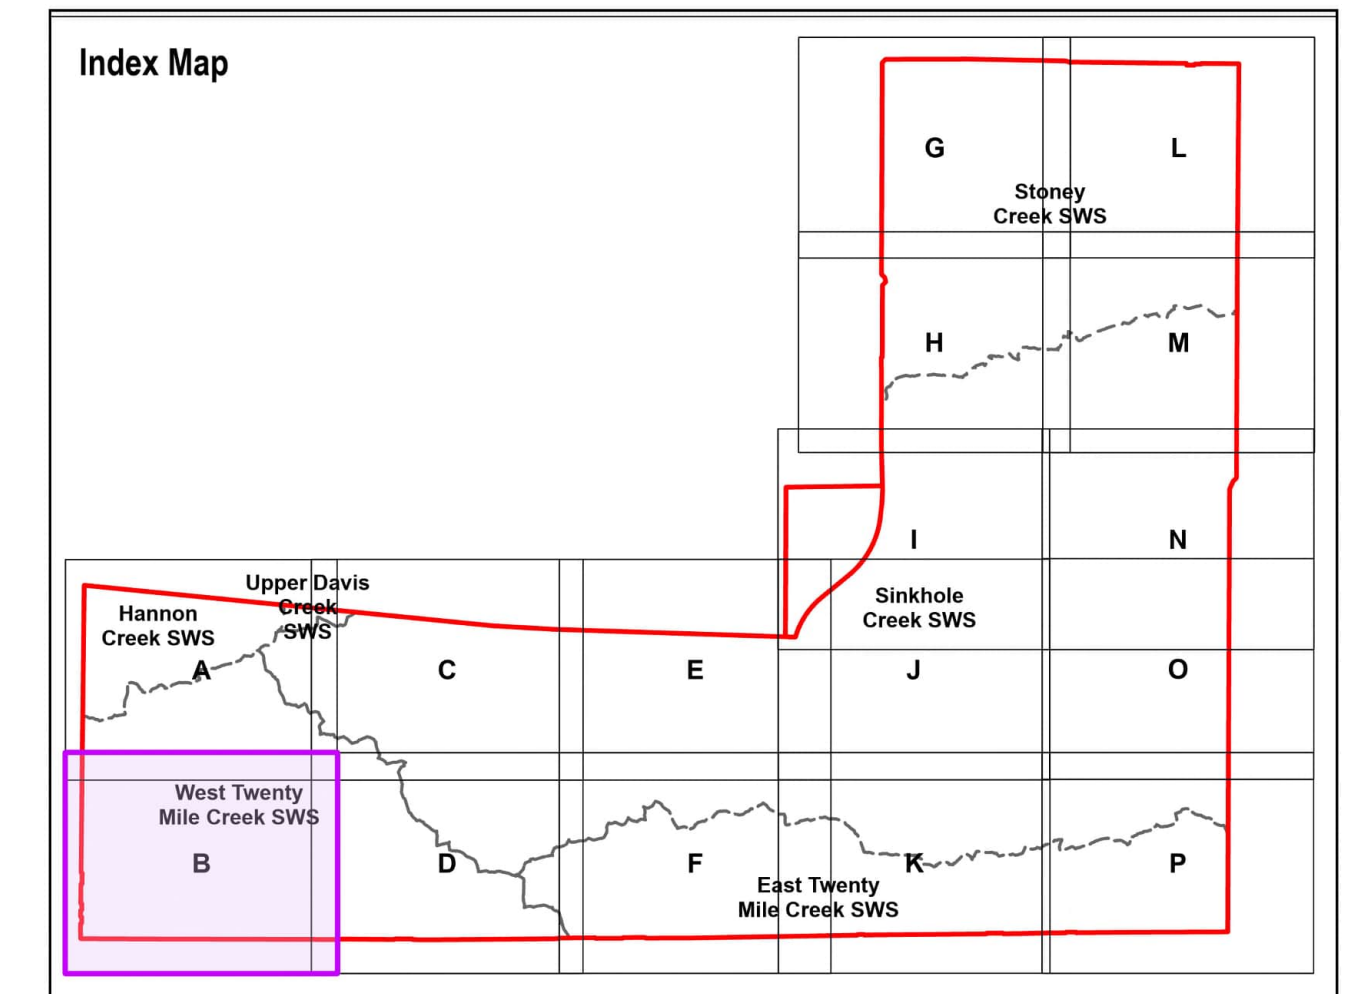 Index Map
G
L
Stoney
Creek SWS
H
M
I
N
Upper Davis
Creek
SWS
Hannon
Creek SWS
Sinkhole
Creek SWS
A
C
E
J
O
West Twenty
Mile Creek SWS
B
D
F
K
P
East Twenty
Mile Creek SWS